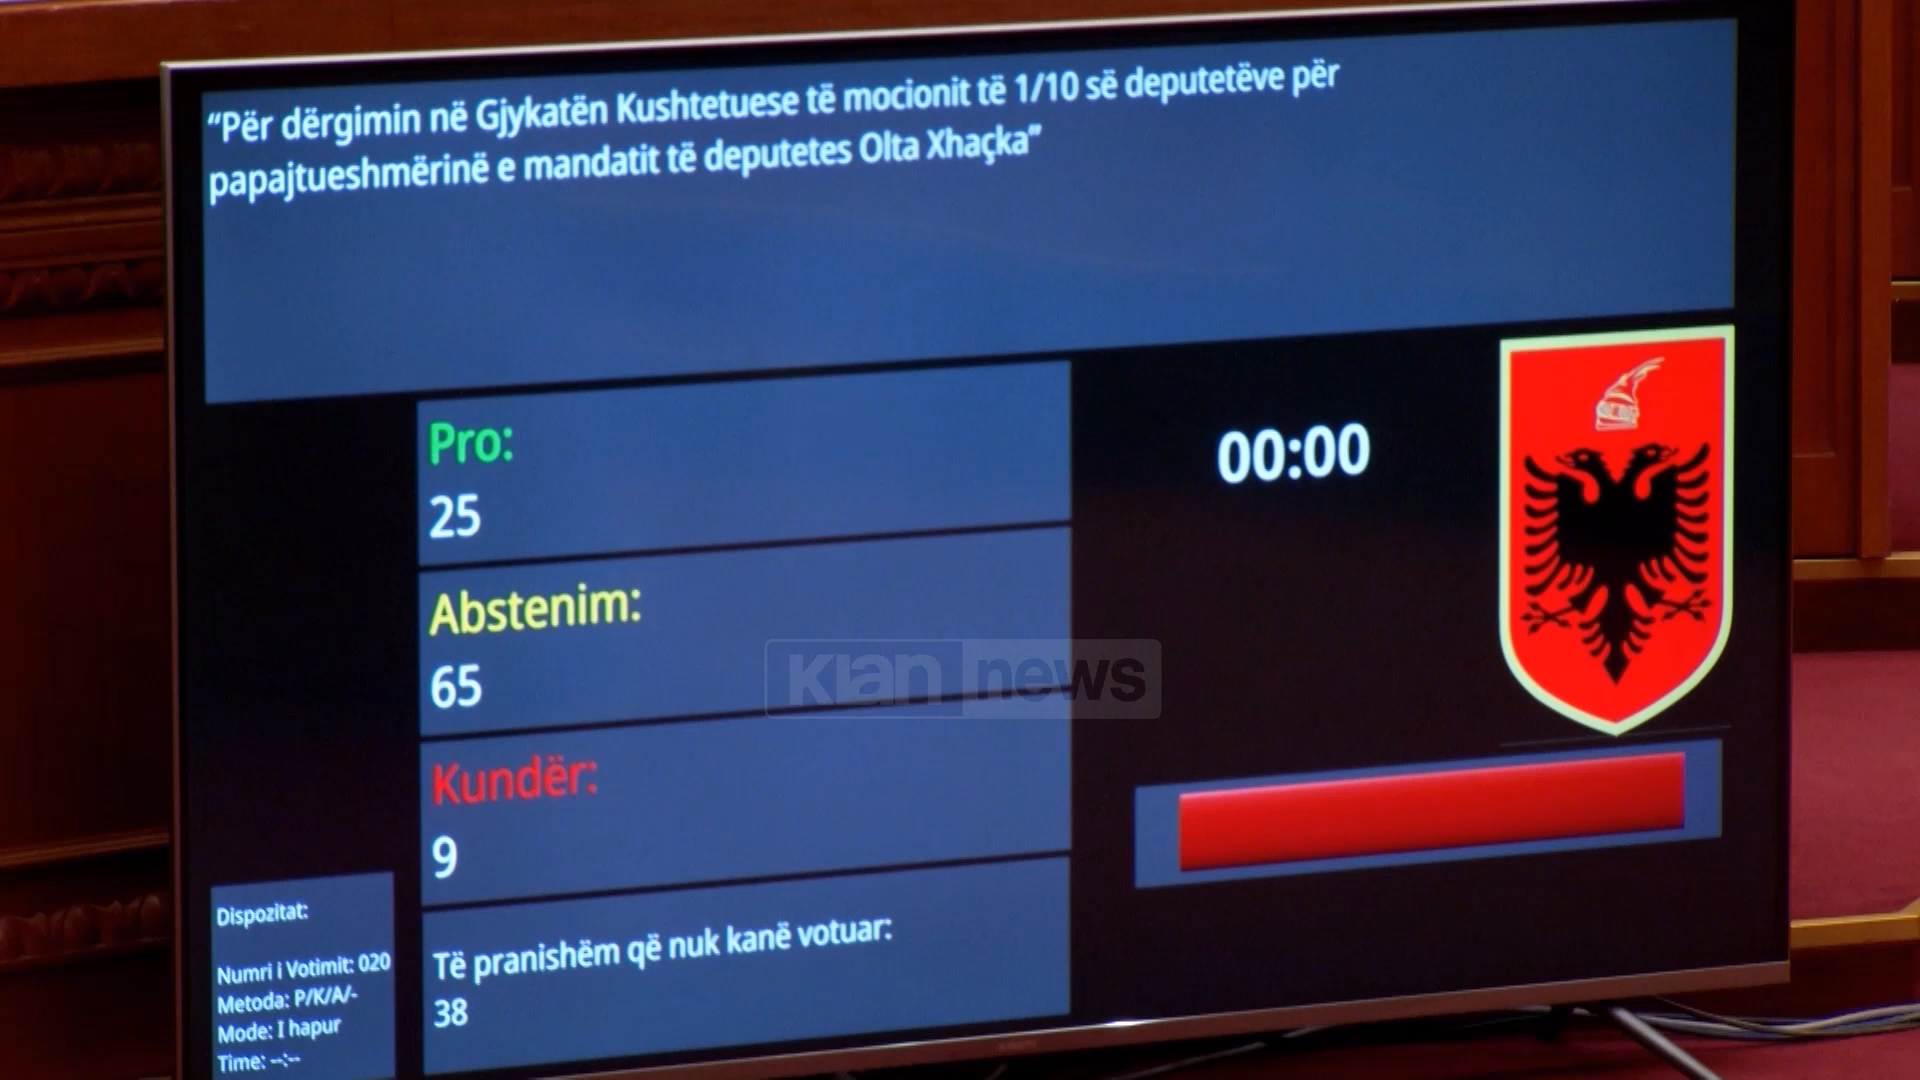 “Për dërgimin në Gjykatën Kushtetuese të mocionit të 1/10 së deputetëve për
papajtueshmërinë e mandatit të deputetes Olta Xhaçka”
Pro:
25
00:00
Abstenim:
65
Klan news
Kundër:
9
Të pranishëm që nuk kanë votuar:
38
Dispozitat:
Numri i Votimit: 020
Metoda: P/K/A/-
Mode: I hapur
Time: --:--